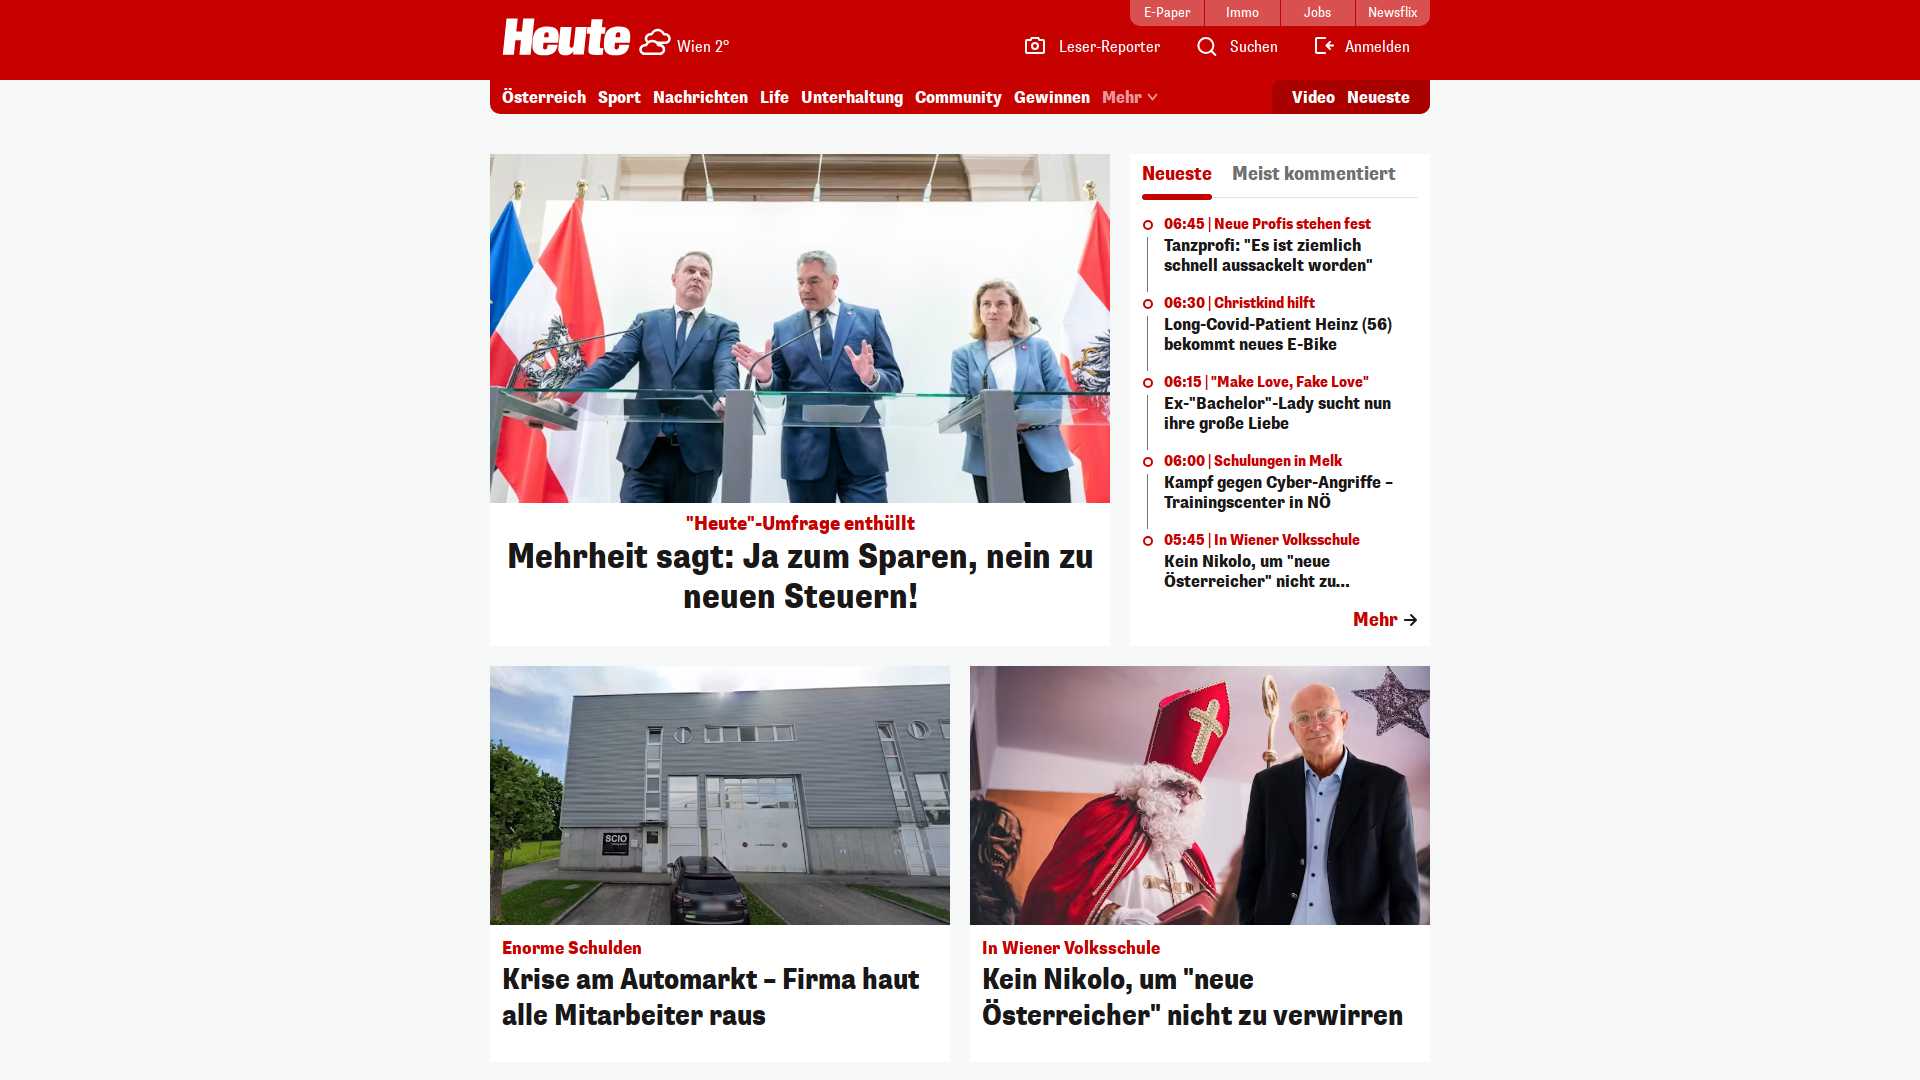 E-Paper
Immo
Jobs
Newsflix
Heute
Wien 2°
Leser-Reporter
Suchen
Anmelden
Österreich
Sport
Nachrichten
Life
Unterhaltung
Community
Gewinnen
Mehr
Video
Neueste
"Heute"-Umfrage enthüllt
Mehrheit sagt: Ja zum Sparen, nein zu
neuen Steuern!
Neueste
Meist kommentiert
06:45 | Neue Profis stehen fest
Tanzprofi: "Es ist ziemlich
schnell aussackelt worden"
06:30 | Christkind hilft
Long-Covid-Patient Heinz (56)
bekommt neues E-Bike
06:15 | "Make Love, Fake Love"
Ex-"Bachelor"-Lady sucht nun
ihre große Liebe
06:00 | Schulungen in Melk
Kampf gegen Cyber-Angriffe –
Trainingscenter in NÖ
05:45 | In Wiener Volksschule
Kein Nikolo, um "neue
Österreicher" nicht zu...
Mehr
SCIO
Enorme Schulden
Krise am Automarkt – Firma haut
alle Mitarbeiter raus
In Wiener Volksschule
Kein Nikolo, um "neue
Österreicher" nicht zu verwirren